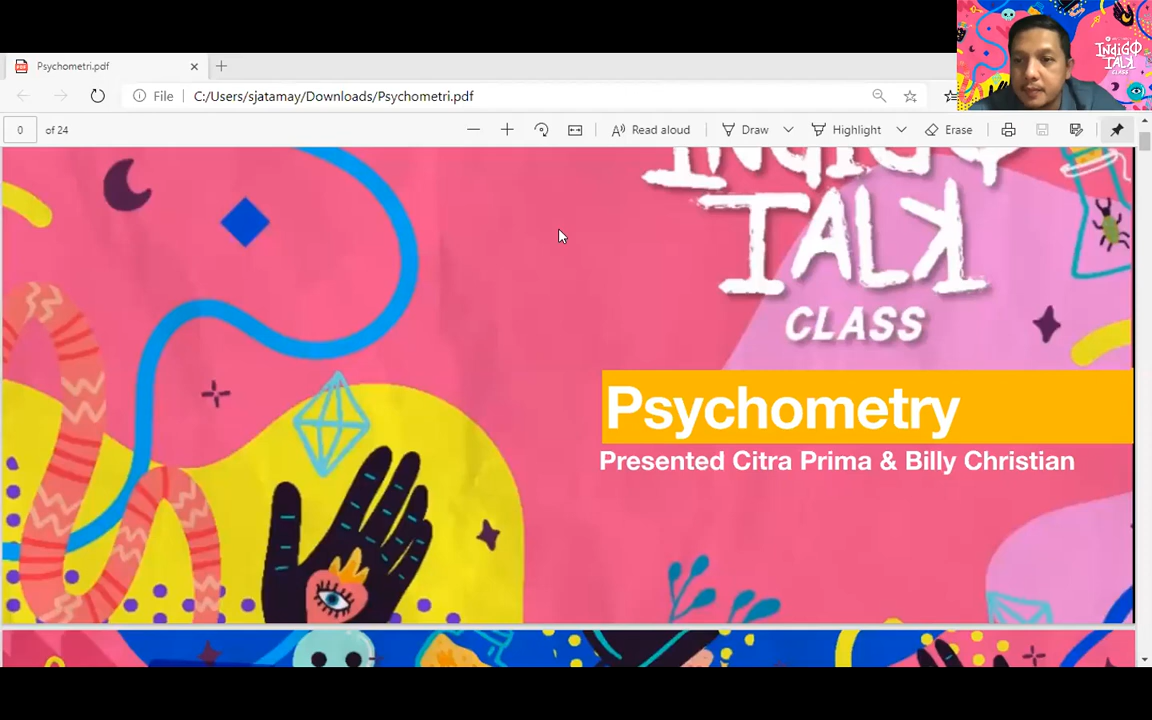 Psychometri.pdf
File
C:/Users/sjatamay/Downloads/Psychometri.pdf
INDIGO
TALK
CLASS
0 of 24
Read aloud
Draw
Highlight
Erase
INDIGO
TALK
CLASS
Psychometry
Presented Citra Prima & Billy Christian